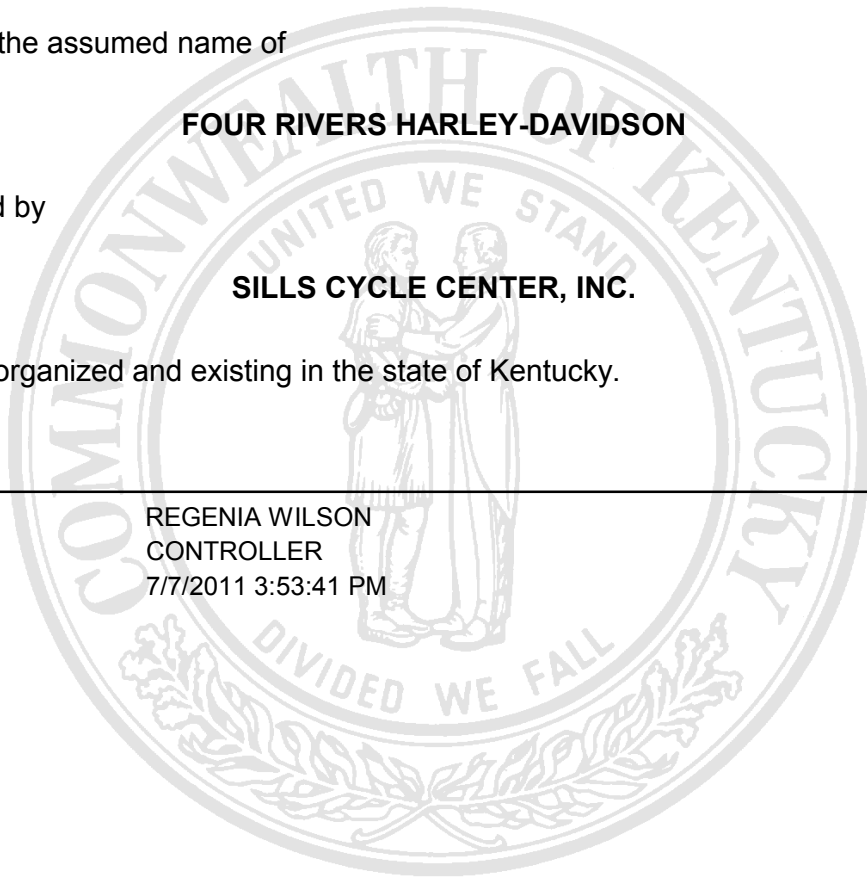 the assumed name of
FOUR RIVERS HARLEY-DAVIDSON
d by
SILLS CYCLE CENTER, INC.
organized and existing in the state of Kentucky.
REGENIA WILSON
CONTROLLER
7/7/2011 3:53:41 PM
COMMONWEALTH OF KENTUCKY
UNITED WE STAND
DIVIDED WE FALL